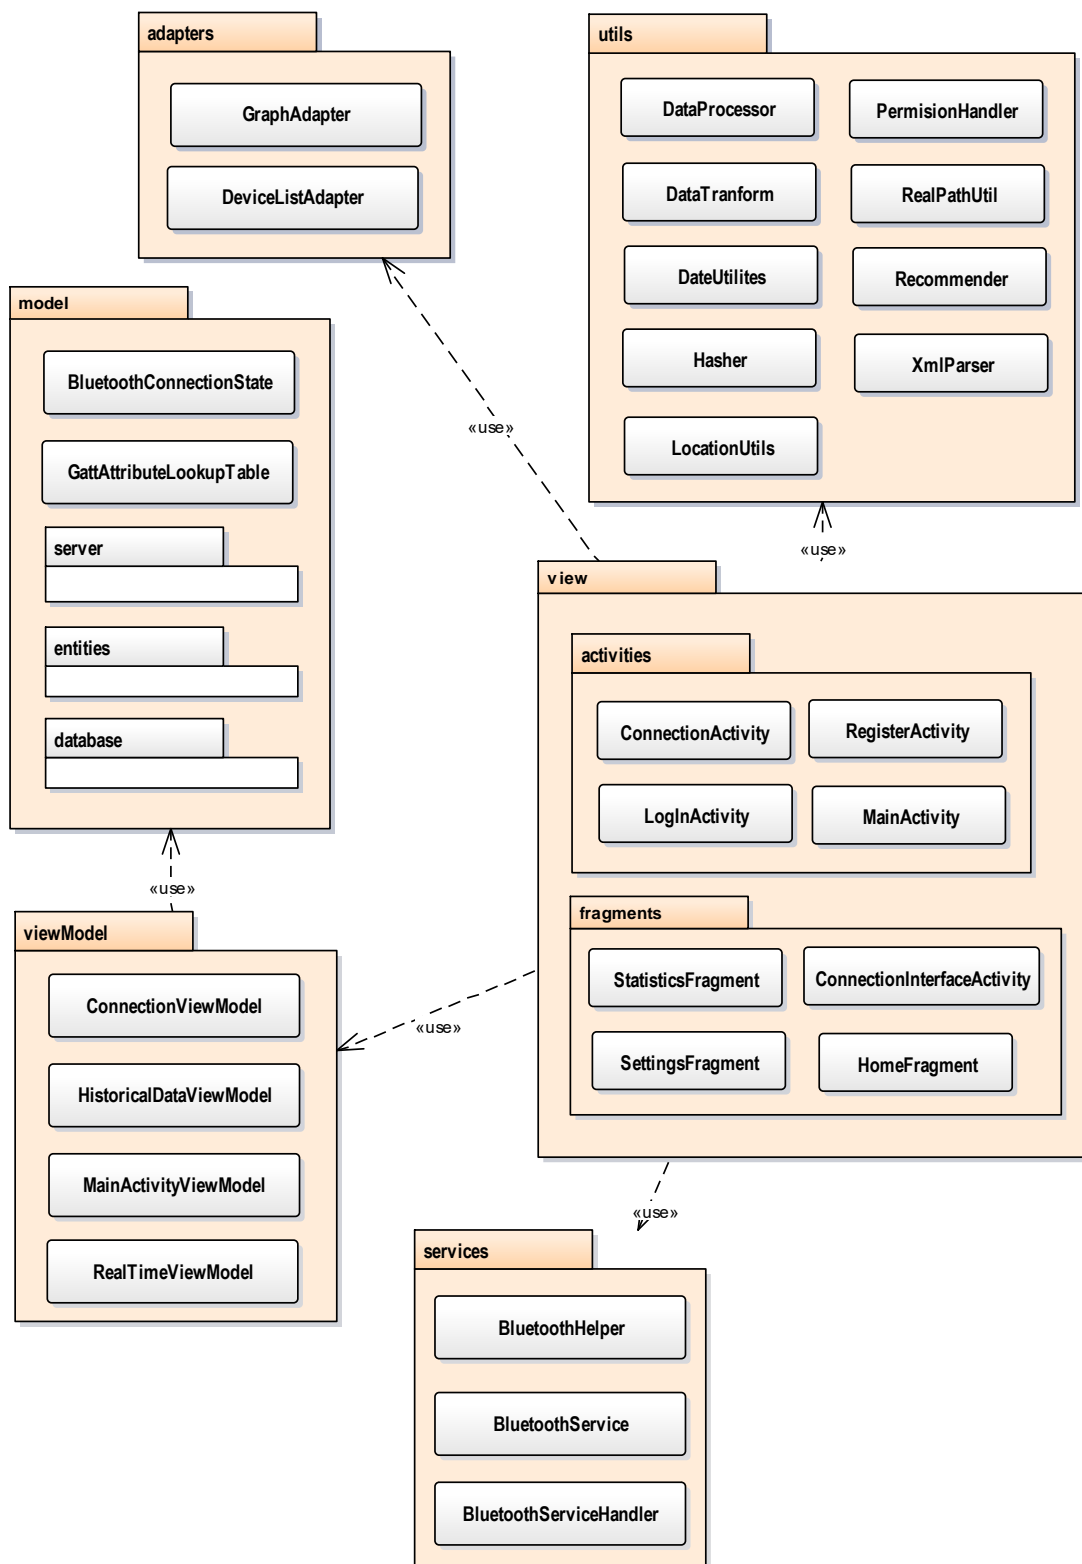 adapters
GraphAdapter
DeviceListAdapter
utils
DataProcessor
PermisionHandler
DataTranform
RealPathUtil
DateUtilites
Recommender
Hasher
XmlParser
LocationUtils
model
BluetoothConnectionState
GattAttributeLookupTable
server
entities
database
«use»
«use»
«use»
viewModel
ConnectionViewModel
HistoricalDataViewModel
MainActivityViewModel
RealTimeViewModel
«use»
view
activities
ConnectionActivity
RegisterActivity
LogInActivity
MainActivity
fragments
StatisticsFragment
ConnectionInterfaceActivity
SettingsFragment
HomeFragment
«use»
services
BluetoothHelper
BluetoothService
BluetoothServiceHandler